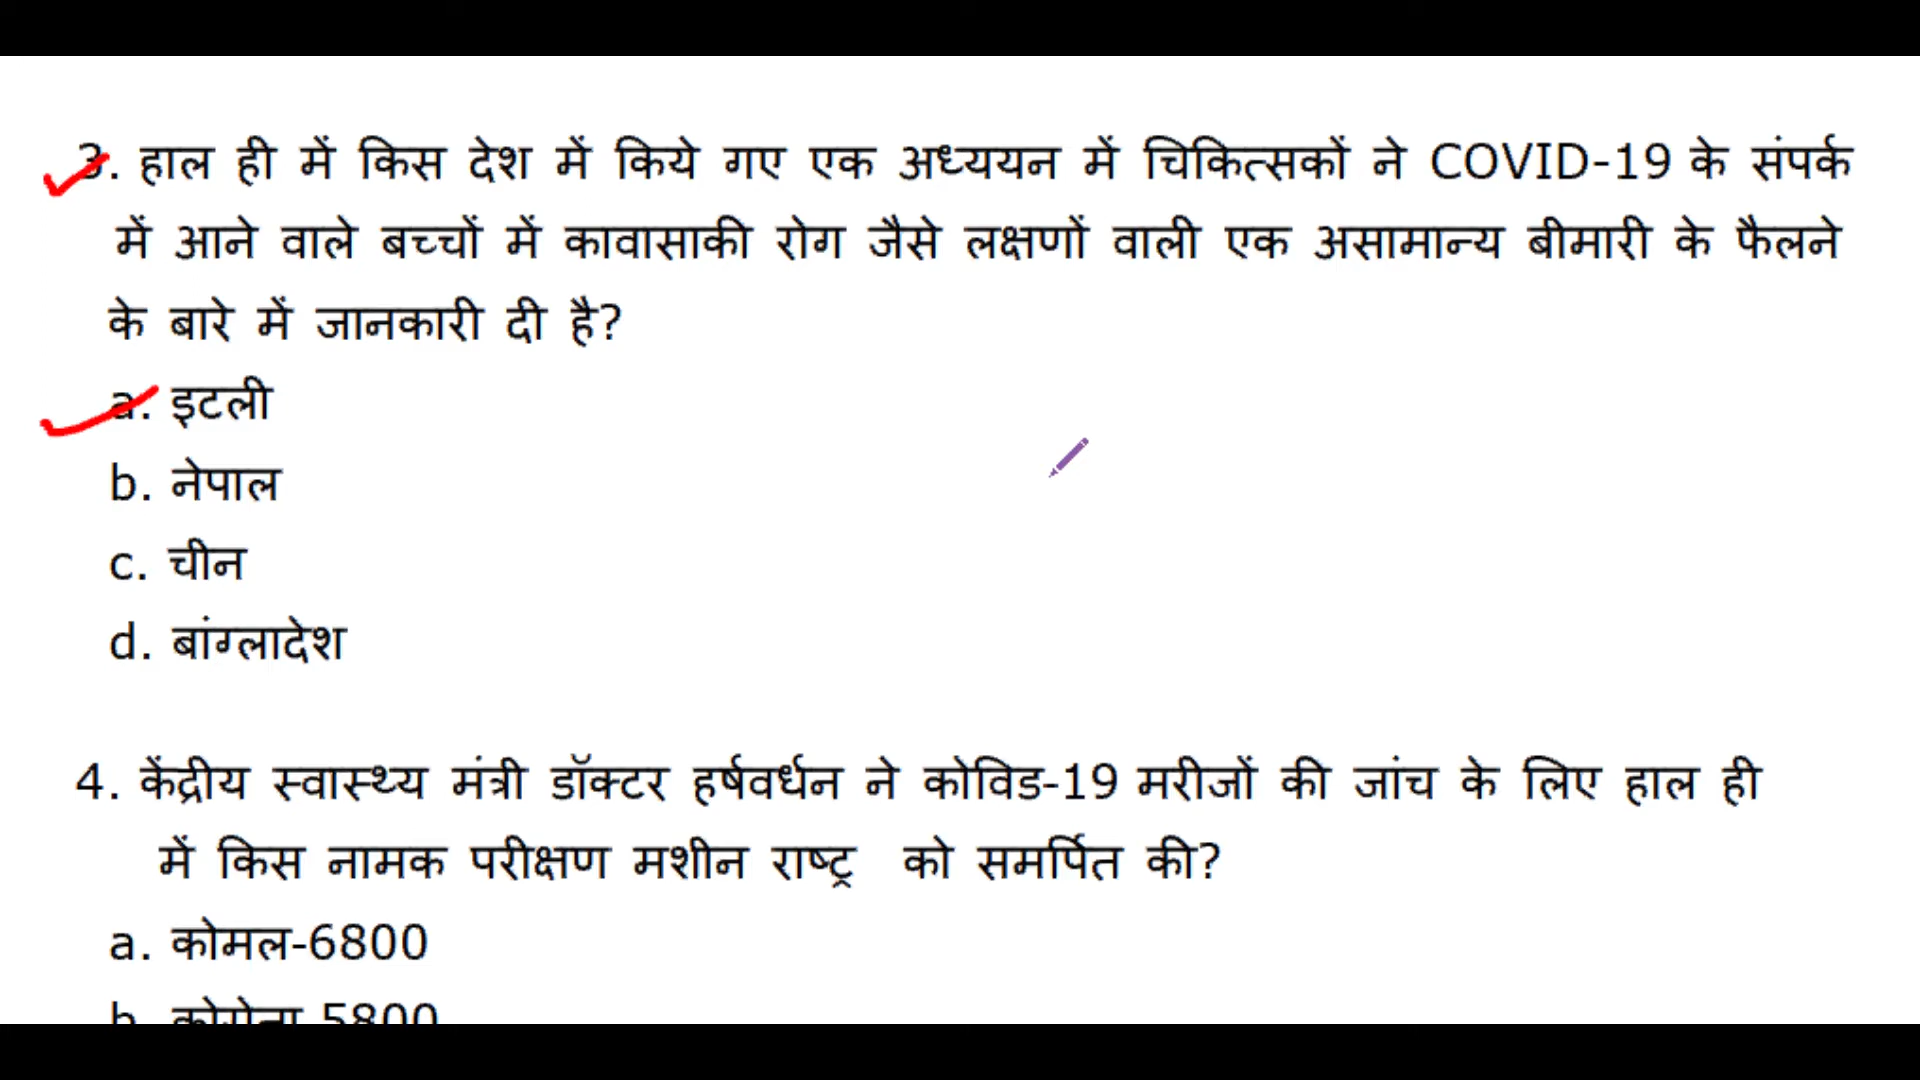 3. हाल ही में किस देश में किये गए एक अध्ययन में चिकित्सकों ने COVID-19 के संपर्क
में आने वाले बच्चों में कावासाकी रोग जैसे लक्षणों वाली एक असामान्य बीमारी के फैलने
के बारे में जानकारी दी है?
a. इटली
b. नेपाल
c. चीन
d. बांग्लादेश
4. केंद्रीय स्वास्थ्य मंत्री डॉक्टर हर्षवर्धन ने कोविड-19 मरीजों की जांच के लिए हाल ही
में किस नामक परीक्षण मशीन राष्ट्र को समर्पित की?
a. कोमल-6800
b. कोरोना 5800